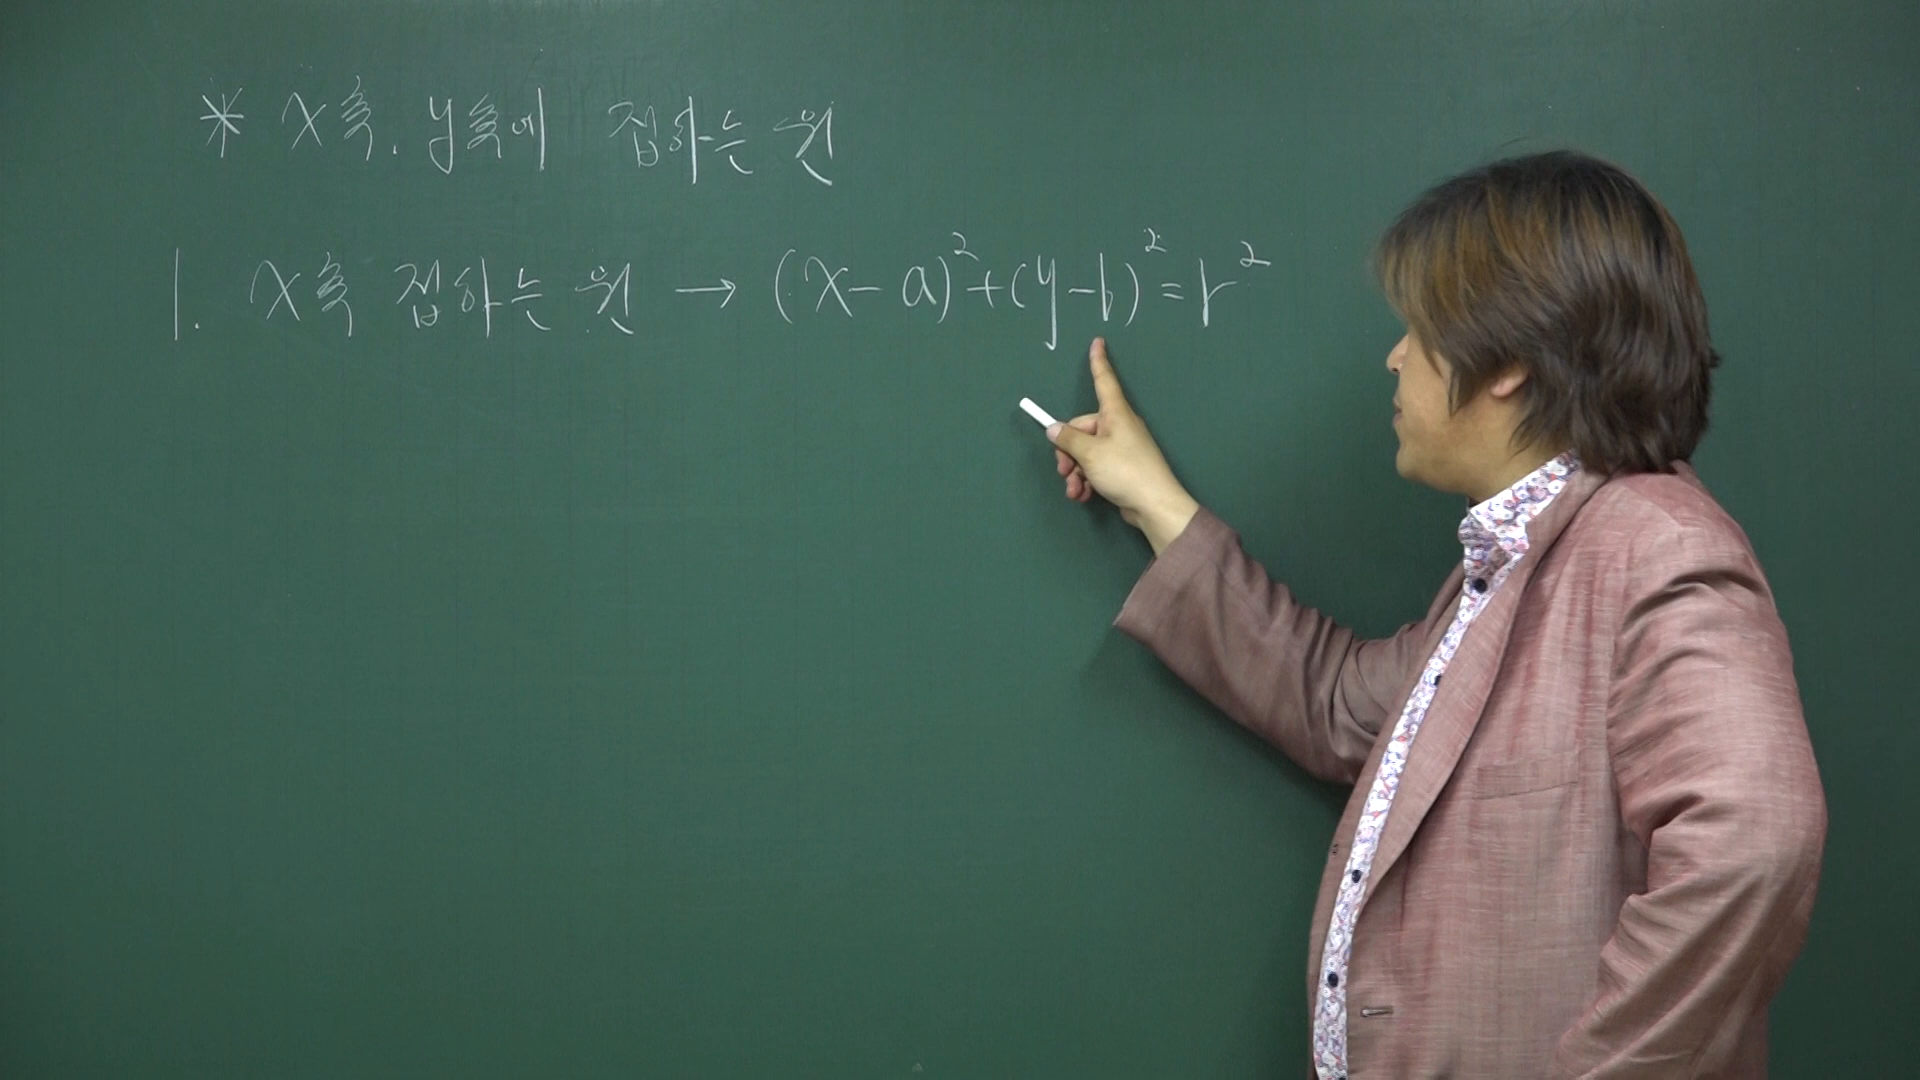 * x축. y축에 접하는 원
1. x축 접하는 원 → (x-a)²+(y-b)²=r²